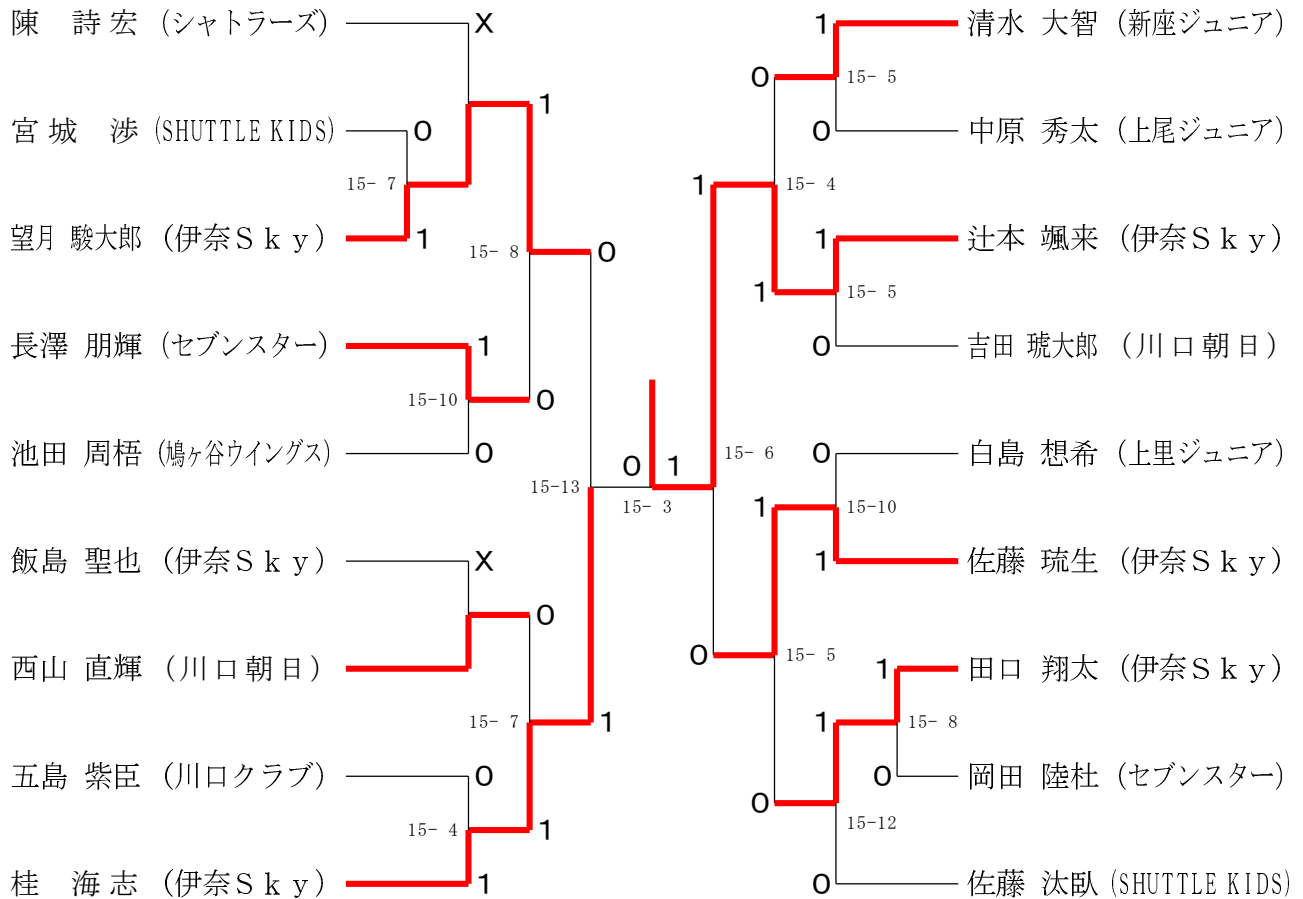 陳 詩宏 (シャトラーズ)
X
宮城 渉 (SHUTTLE KIDS)
0
1
15- 7
望月 駿大郎 (伊奈Sky)
1
15- 8
0
長澤 朋輝 (セブンスター)
1
15-10
0
池田 周梧 (鳩ヶ谷ウイングス)
0
15-13
飯島 聖也 (伊奈Sky)
X
0
西山 直輝 (川口朝日)
15- 7
1
五島 紫臣 (川口クラブ)
0
15- 4
1
桂 海志 (伊奈Sky)
1
0 1
15- 3
1
清水 大智 (新座ジュニア)
0
15- 5
0
中原 秀太 (上尾ジュニア)
1
15- 4
1
辻本 颯来 (伊奈Sky)
1
15- 5
0
吉田 琥大郎 (川口朝日)
15- 6
0
白島 想希 (上里ジュニア)
1
15-10
1
佐藤 琉生 (伊奈Sky)
0
15- 5
1
田口 翔太 (伊奈Sky)
1
15- 8
0
岡田 陸杜 (セブンスター)
0
15-12
0
佐藤 汰臥 (SHUTTLE KIDS)